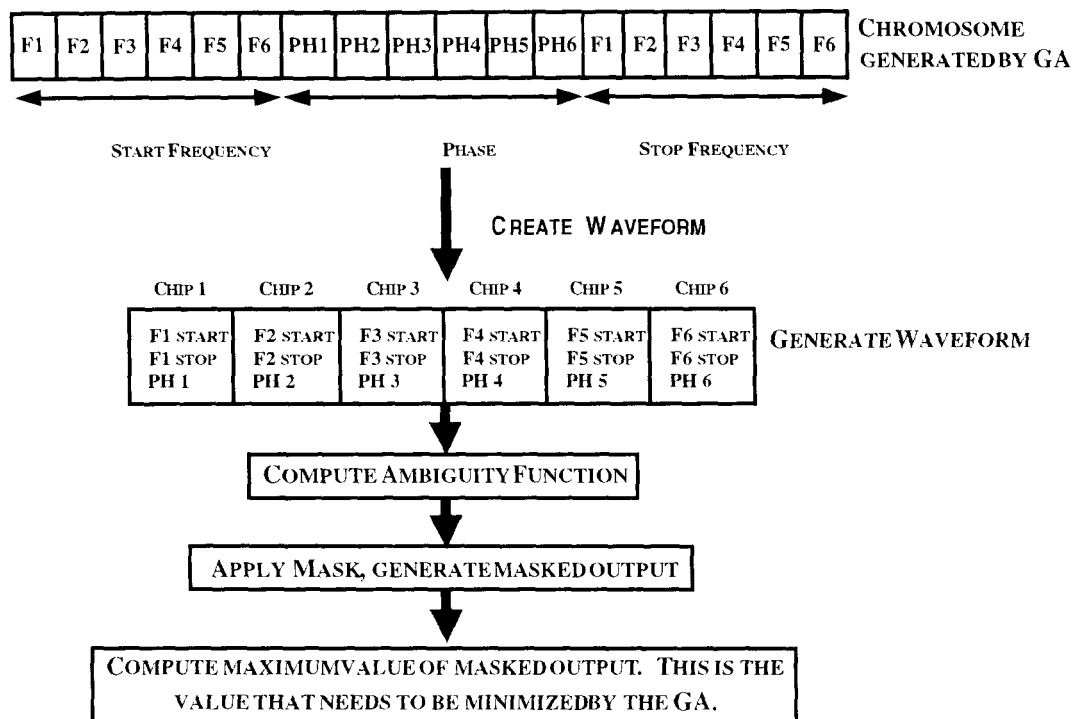 F1 F2 F3 F4 F5 F6 PH1 PH2 PH3 PH4 PH5 PH6 F1 F2 F3 F4 F5 F6
CHROMOSOME
GENERATED BY GA
START FREQUENCY PHASE STOP FREQUENCY
CREATE WAVEFORM
CHIP 1 CHIP 2 CHIP 3 CHIP 4 CHIP 5 CHIP 6
F1 START F2 START F3 START F4 START F5 START F6 START
F1 STOP F2 STOP F3 STOP F4 STOP F5 STOP F6 STOP
PH 1 PH 2 PH 3 PH 4 PH 5 PH 6
GENERATE WAVEFORM
COMPUTE AMBIGUITY FUNCTION
APPLY MASK, GENERATE MASKED OUTPUT
COMPUTE MAXIMUM VALUE OF MASKED OUTPUT. THIS IS THE
VALUE THAT NEEDS TO BE MINIMIZED BY THE GA.